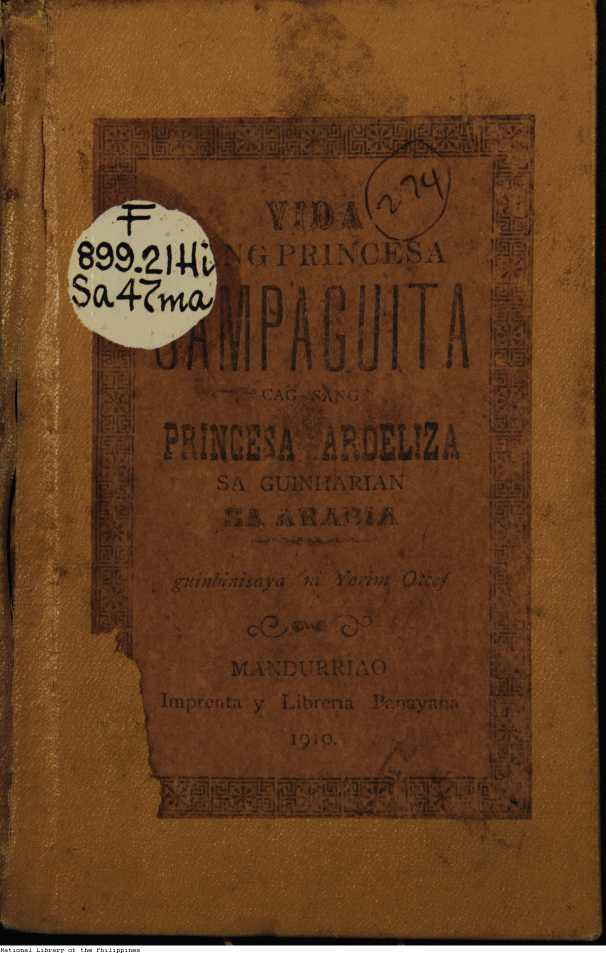 VIDA
NG PRINCESA
SAMPAGUITA
CAG SANG
PRINCESA ARDELIZA
SA GUINHARIAN
SA ARABIA
guinbinisaya ni Yorim
MANDURRIAO
Imprenta y Libreria Panayana
1910.
274
F
899.21Hi
Sa47ma
National Library of the Philippines